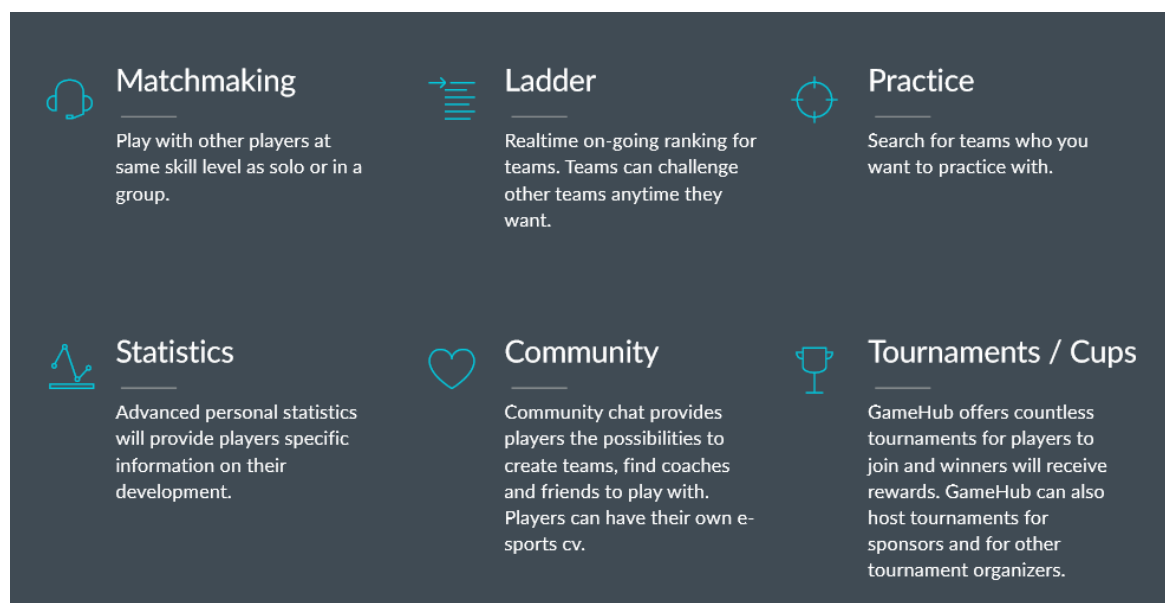 Matchmaking
Play with other players at
same skill level as solo or in a
group.
Ladder
Realtime on-going ranking for
teams. Teams can challenge
other teams anytime they
want.
Practice
Search for teams who you
want to practice with.
Statistics
Advanced personal statistics
will provide players specific
information on their
development.
Community
Community chat provides
players the possibilities to
create teams, find coaches
and friends to play with.
Players can have their own e-
sports cv.
Tournaments / Cups
GameHub offers countless
tournaments for players to
join and winners will receive
rewards. GameHub can also
host tournaments for
sponsors and for other
tournament organizers.